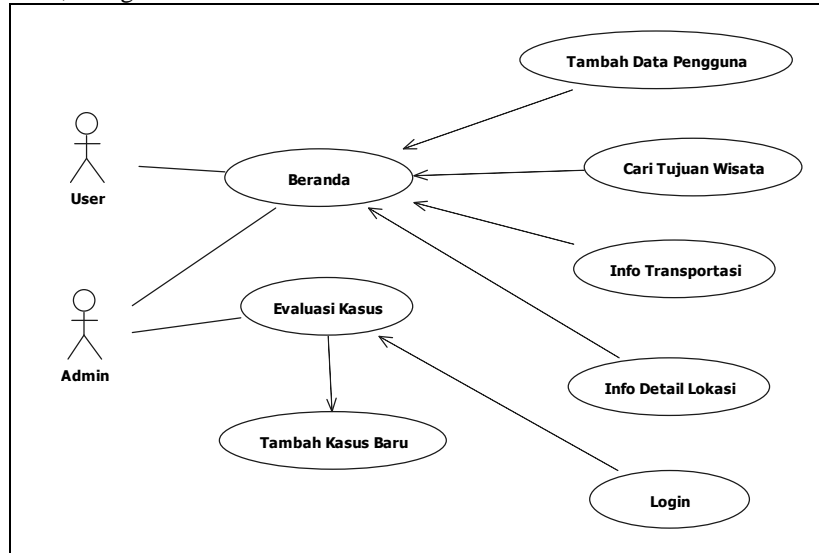 Tambah Data Pengguna
User
Beranda
Cari Tujuan Wisata
Info Transportasi
Admin
Evaluasi Kasus
Info Detail Lokasi
Tambah Kasus Baru
Login